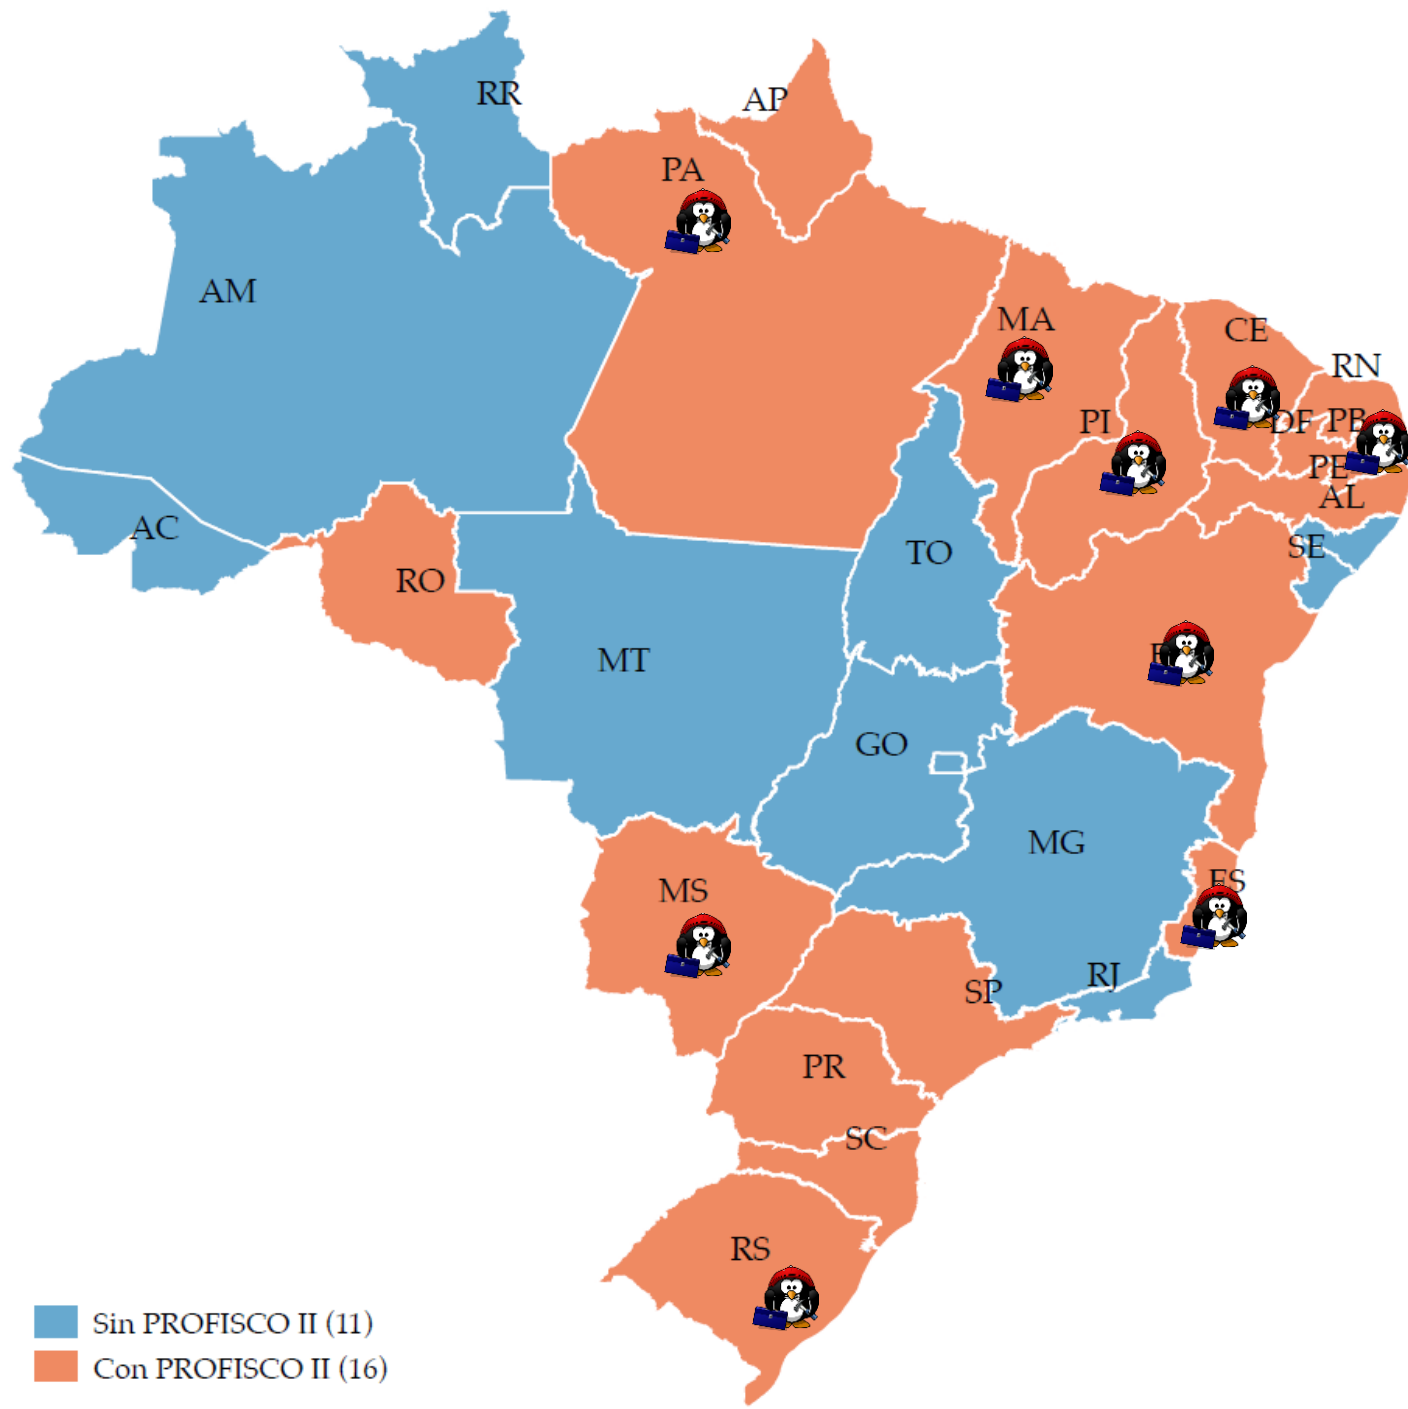 RR
AP
PA
AM
MA
CE
RN
PI
DF
PB
PE
AL
AC
SE
TO
RO
MT
GO
MG
ES
MS
RJ
SP
PR
SC
RS
Sin PROFISCO II (11)
Con PROFISCO II (16)